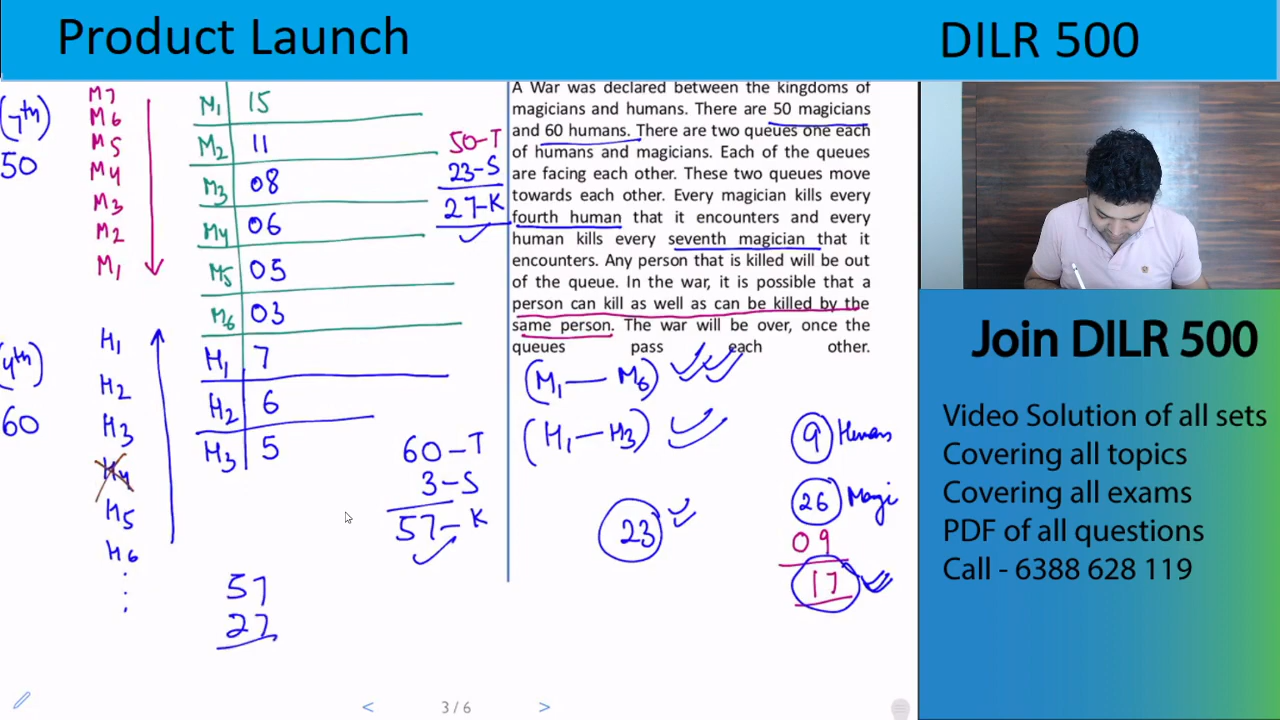 Product Launch
DILR 500
(7th)
50
M7
M6
M5
M4
M3
M2
M1
H1
H2
H3
H4
H5
H6
(4th)
60
M1 15
M2 11
M3 08
M4 06
M5 05
M6 03
H1 7
H2 6
H3 5
57
27
50-T
23-S
27-K
60-T
3-S
57-K
A War was declared between the kingdoms of
magicians and humans. There are 50 magicians
and 60 humans. There are two queues one each
of humans and magicians. Each of the queues
are facing each other. These two queues move
towards each other. Every magician kills every
fourth human that it encounters and every
human kills every seventh magician that it
encounters. Any person that is killed will be out
of the queue. In the war, it is possible that a
person can kill as well as can be killed by the
same person. The war will be over, once the
queues pass each other.
(M1 — M6)
(H1 — H3)
23
9 Humans
26 Magi
09
17
Join DILR 500
Video Solution of all sets
Covering all topics
Covering all exams
PDF of all questions
Call - 6388 628 119
3 / 6